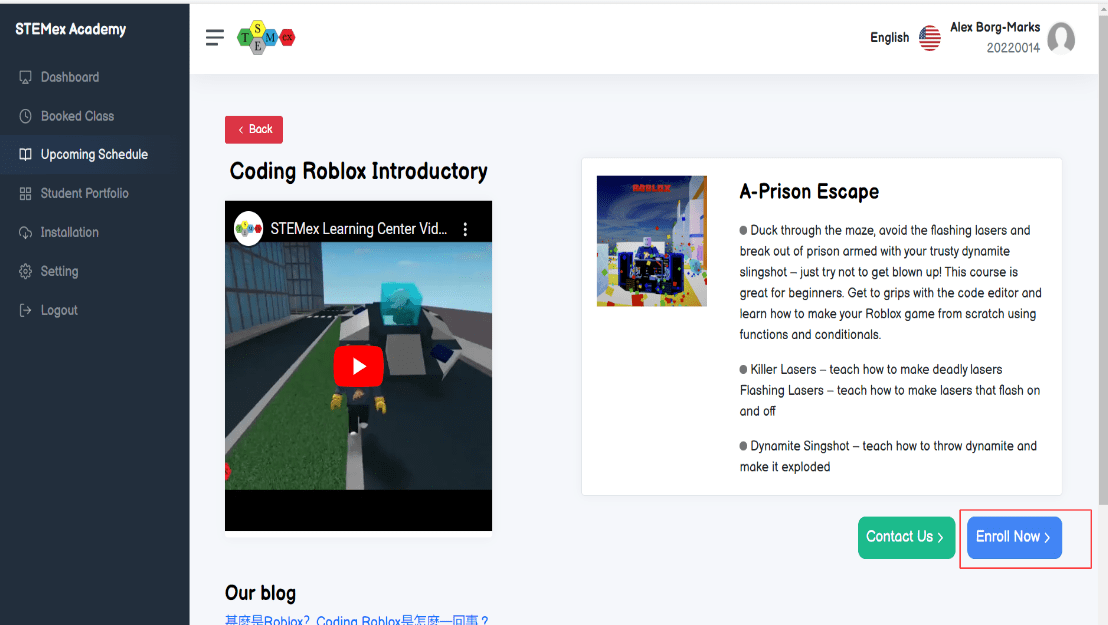 STEMex Academy
Dashboard
Booked Class
Upcoming Schedule
Student Portfolio
Installation
Setting
Logout
T S E M ex
English
Alex Borg-Marks
20220014
Back
Coding Roblox Introductory
STEMex Learning Center Vid...
ROBLOX
A-Prison Escape
Duck through the maze, avoid the flashing lasers and
break out of prison armed with your trusty dynamite
slingshot – just try not to get blown up! This course is
great for beginners. Get to grips with the code editor and
learn how to make your Roblox game from scratch using
functions and conditionals.
Killer Lasers – teach how to make deadly lasers
Flashing Lasers – teach how to make lasers that flash on
and off
Dynamite Singshot – teach how to throw dynamite and
make it exploded
Contact Us
Enroll Now
Our blog
甚麼是Roblox? Coding Roblox是怎麼一回事？